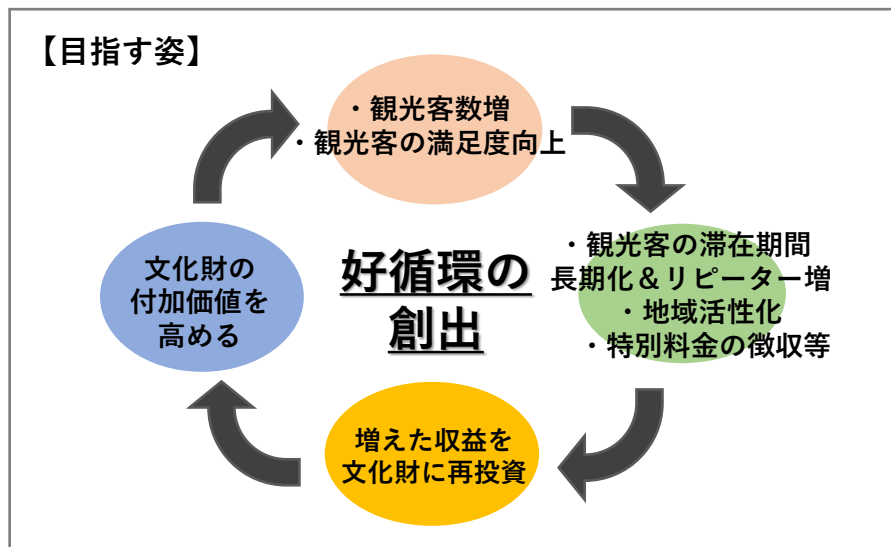 【目指す姿】
・観光客数増
・観光客の満足度向上
・観光客の滞在期間
長期化＆リピーター増
・地域活性化
・特別料金の徴収等
増えた収益を
文化財に再投資
文化財の
付加価値を
高める
好循環の
創出